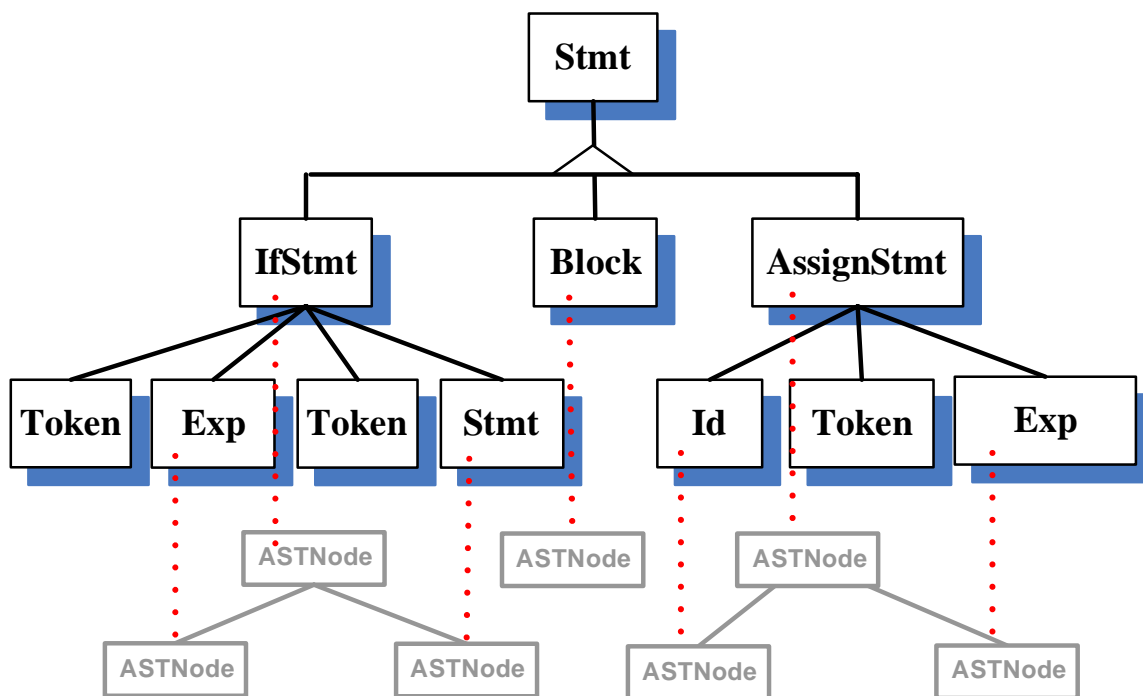 Stmt
IfStmt
Block
AssignStmt
Token
Exp
Token
Stmt
Id
Token
Exp
ASTNode
ASTNode
ASTNode
ASTNode
ASTNode
ASTNode
ASTNode